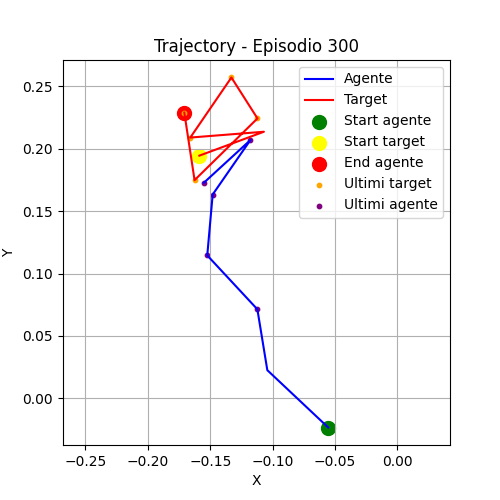 Trajectory - Episodio 300
Y
0.25
0.20
0.15
0.10
0.05
0.00
Agente
Target
Start agente
Start target
End agente
Ultimi target
Ultimi agente
−0.25 −0.20 −0.15 −0.10 −0.05 0.00
X